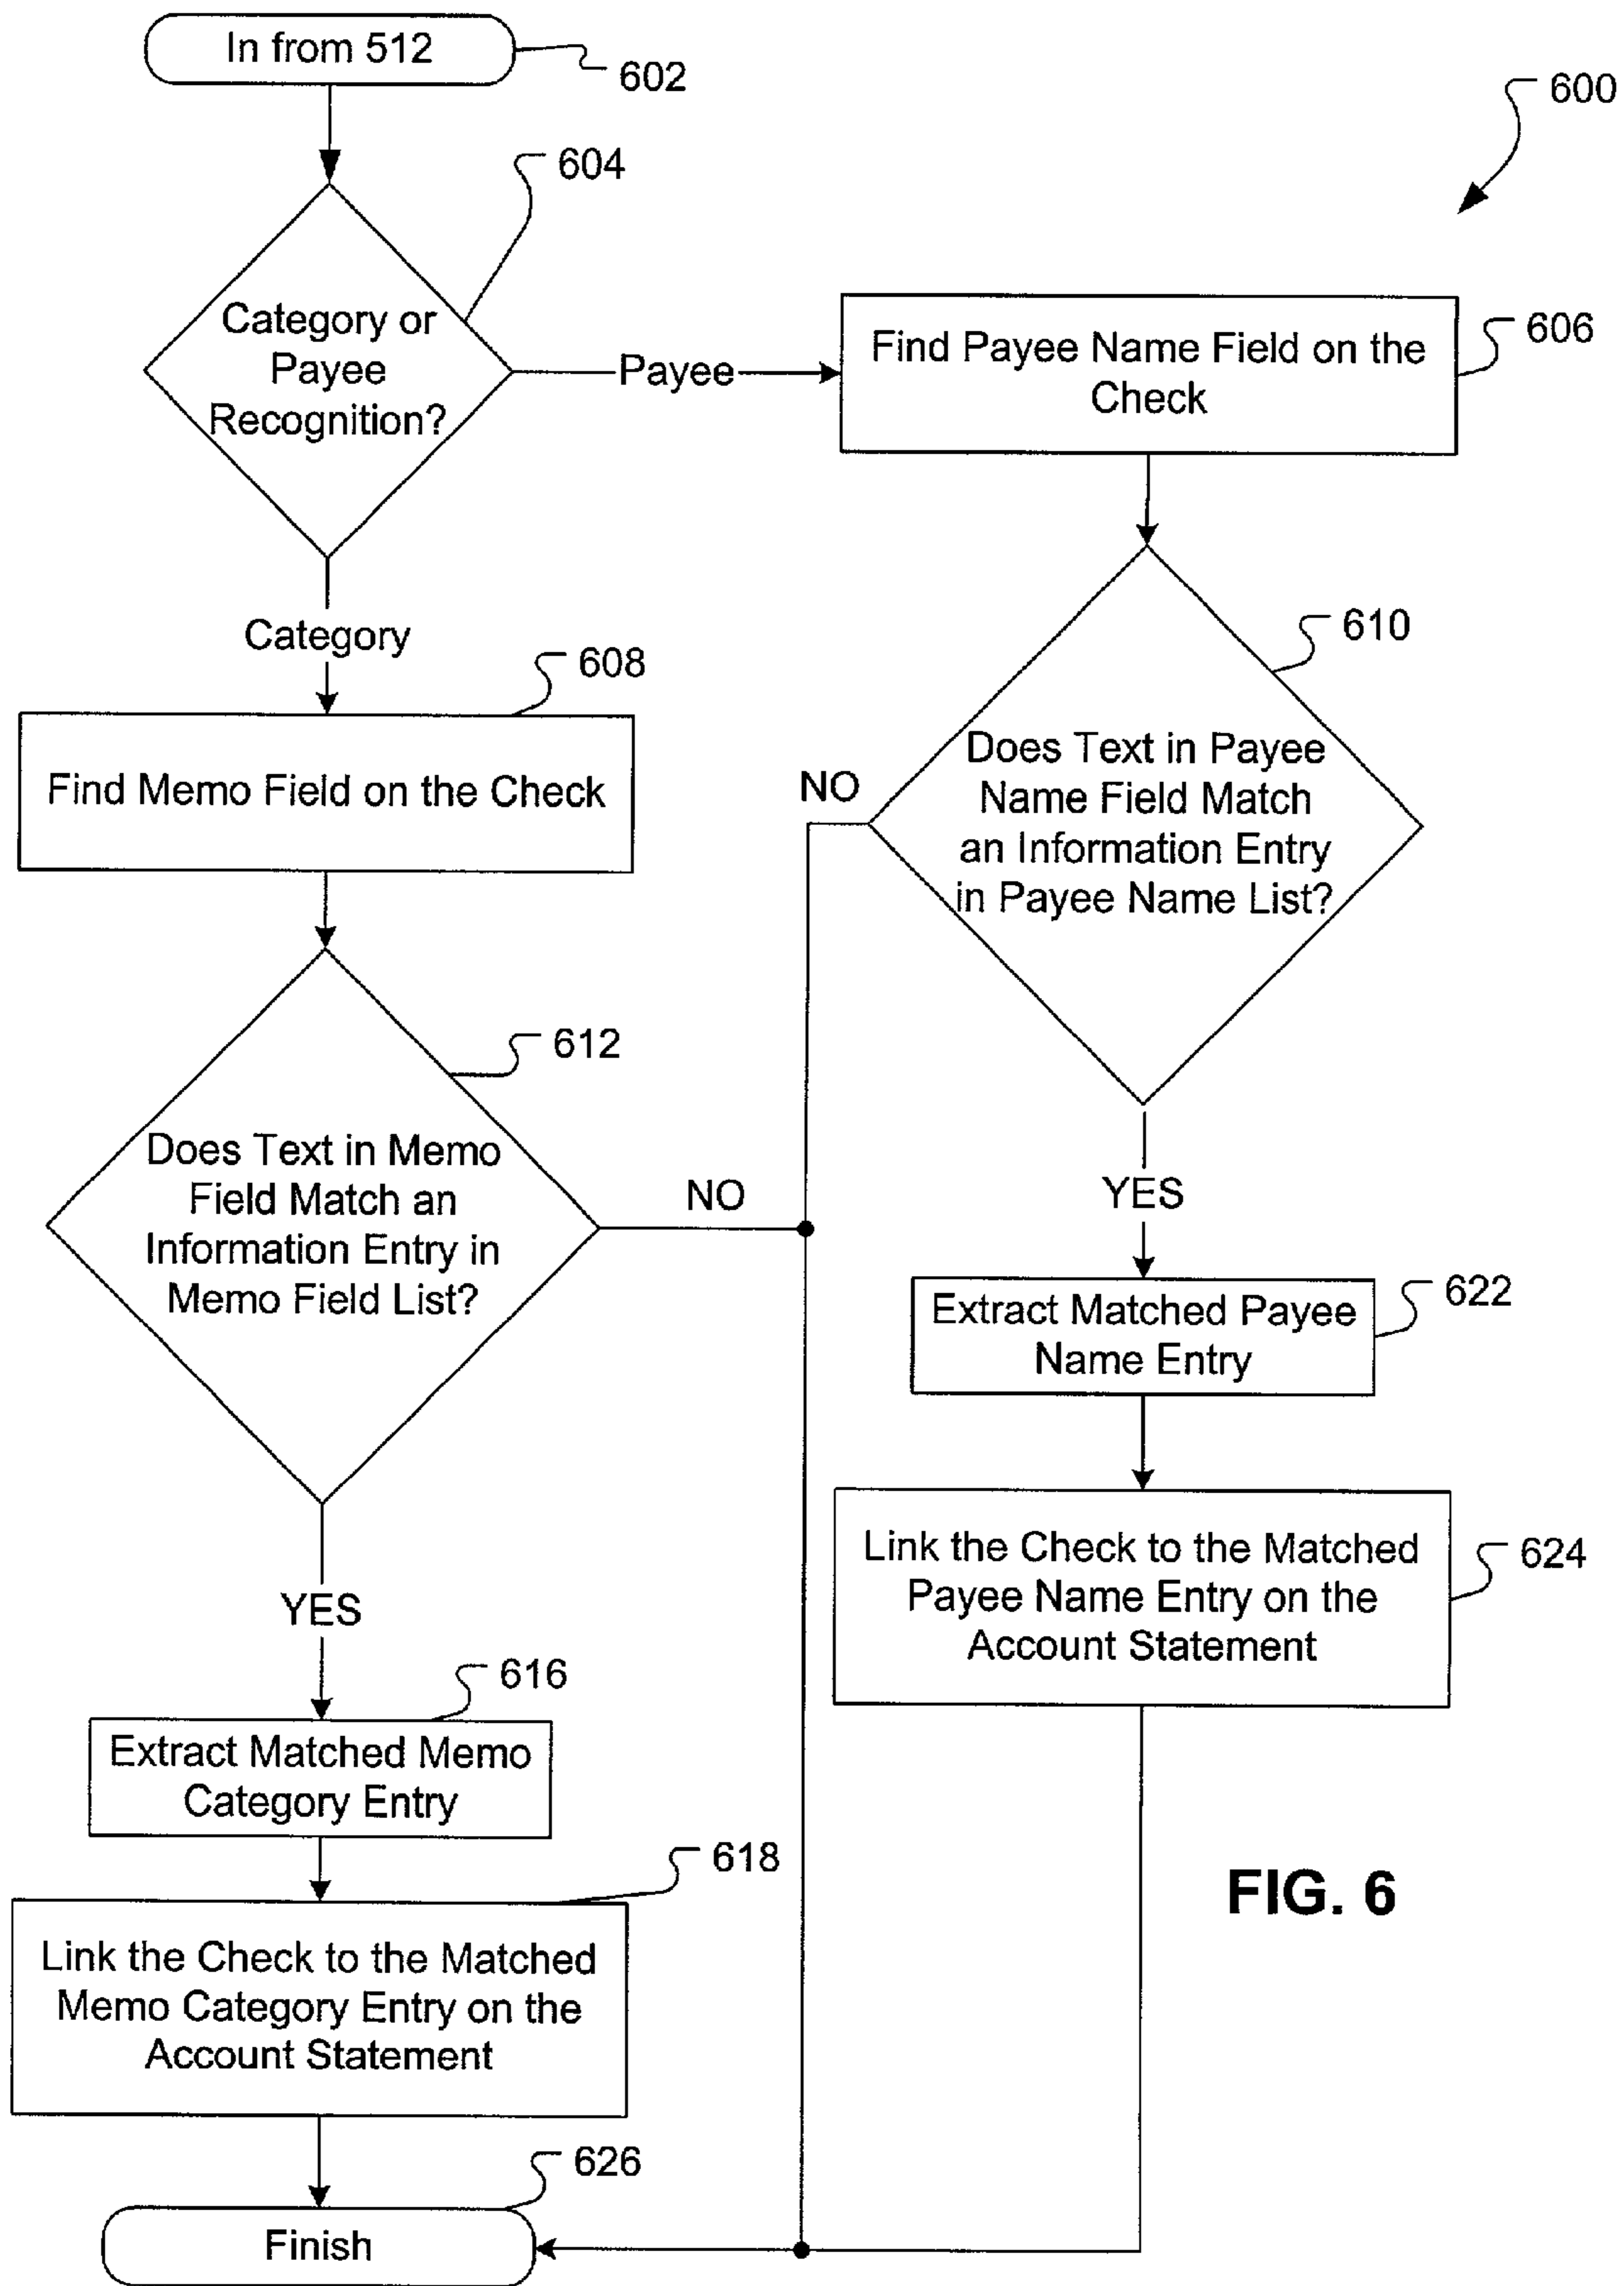 In from 512
602
600
604
Category or
Payee
Recognition?
Payee
Find Payee Name Field on the
Check
606
Category
608
Find Memo Field on the Check
610
Does Text in Payee
Name Field Match
an Information Entry
in Payee Name List?
NO
612
Does Text in Memo
Field Match an
Information Entry in
Memo Field List?
NO
YES
Extract Matched Payee
Name Entry
622
Link the Check to the Matched
Payee Name Entry on the
Account Statement
624
YES
616
Extract Matched Memo
Category Entry
618
Link the Check to the Matched
Memo Category Entry on the
Account Statement
FIG. 6
626
Finish